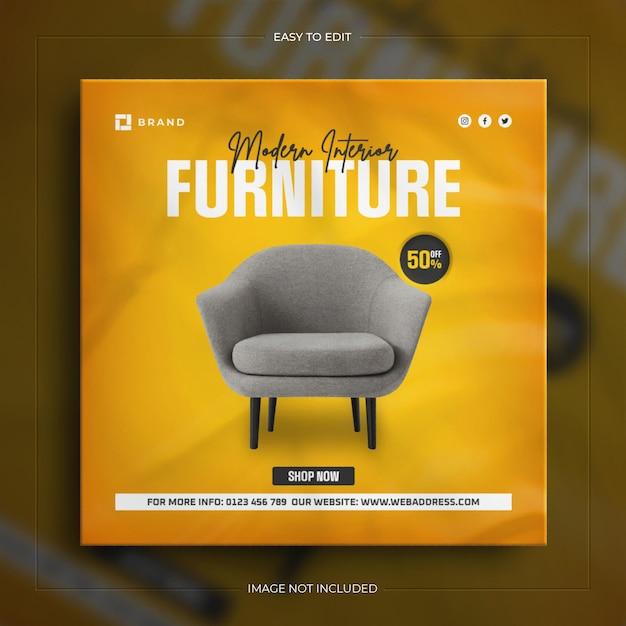 EASY TO EDIT
BRAND
Modern Interior
FURNITURE
50% OFF
SHOP NOW
FOR MORE INFO: 0123 456 789 OUR WEBSITE: WWW.WEBADDRESS.COM
IMAGE NOT INCLUDED